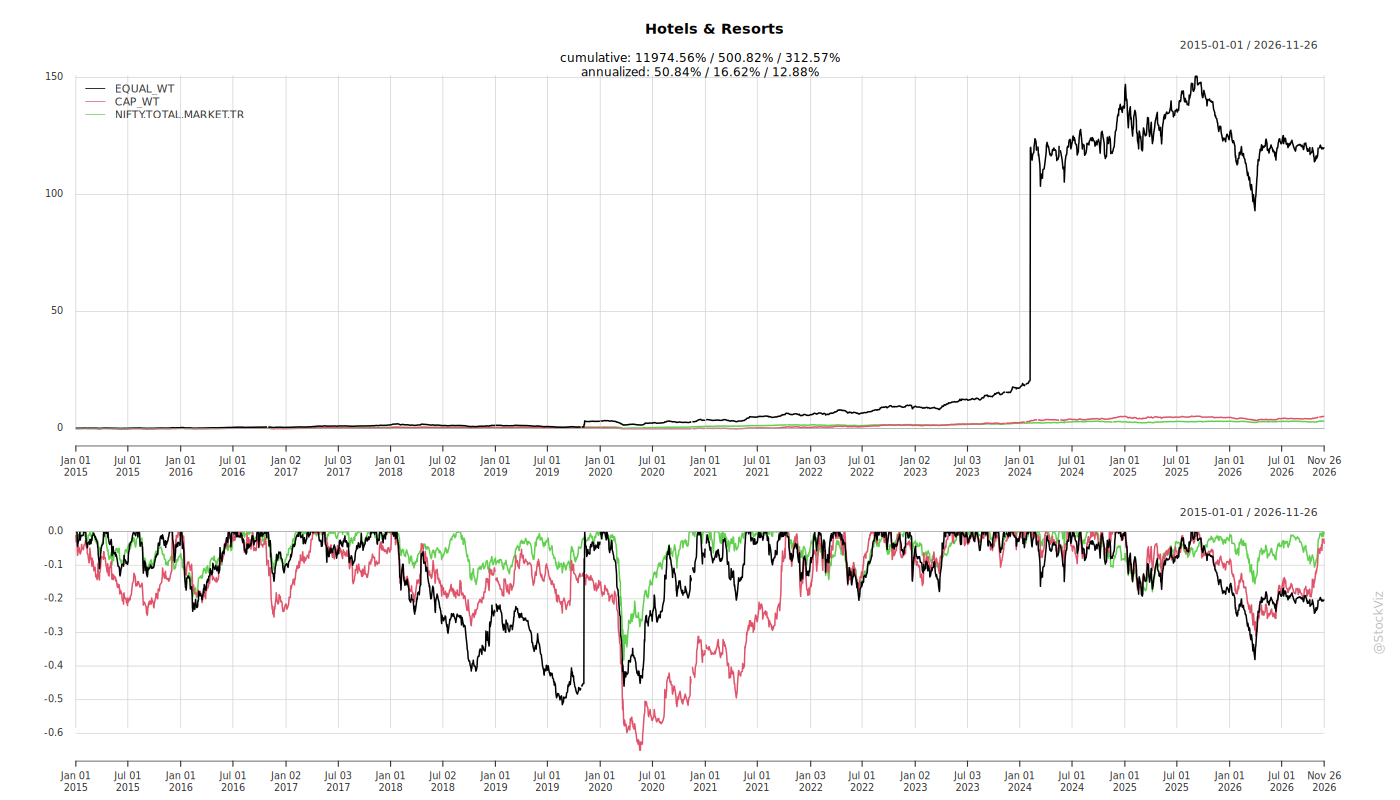 Hotels & Resorts
2015-01-01 / 2026-11-26
cumulative: 11974.56% / 500.82% / 312.57%
annualized: 50.84% / 16.62% / 12.88%
EQUAL_WT
CAP_WT
NIFTY.TOTAL.MARKET.TR
150
100
50
0
Jan 01 Jul 01 Jan 01 Jul 01 Jan 02 Jul 03 Jan 01 Jul 02 Jan 01 Jul 01 Jan 01 Jul 01 Jan 01 Jul 01 Jan 03 Jul 01 Jan 02 Jul 03 Jan 01 Jul 01 Jan 01 Jul 01 Jan 01 Jul 01 Nov 26
2015 2015 2016 2016 2017 2017 2018 2018 2019 2019 2020 2020 2021 2021 2022 2022 2023 2023 2024 2024 2025 2025 2026 2026 2026
2015-01-01 / 2026-11-26
0.0
-0.1
-0.2
-0.3
-0.4
-0.5
-0.6
Jan 01 Jul 01 Jan 01 Jul 01 Jan 02 Jul 03 Jan 01 Jul 02 Jan 01 Jul 01 Jan 01 Jul 01 Jan 01 Jul 01 Jan 03 Jul 01 Jan 02 Jul 03 Jan 01 Jul 01 Jan 01 Jul 01 Jan 01 Jul 01 Nov 26
2015 2015 2016 2016 2017 2017 2018 2018 2019 2019 2020 2020 2021 2021 2022 2022 2023 2023 2024 2024 2025 2025 2026 2026 2026
@StockViz